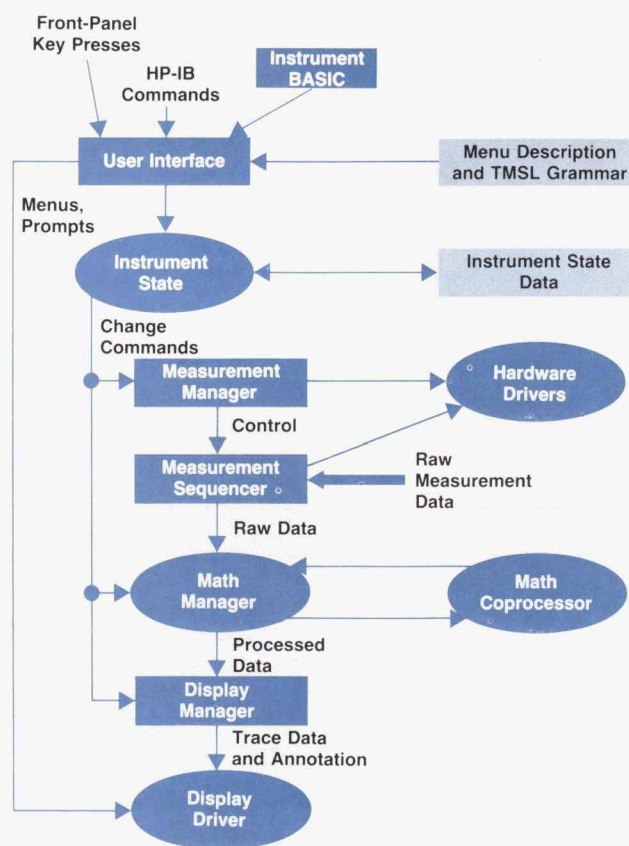 Front-Panel
Key Presses
HP-IB
Commands
Instrument
BASIC
User Interface
Menu Description
and TMSL Grammar
Menus,
Prompts
Instrument
State
Instrument State
Data
Change
Commands
Measurement
Manager
Hardware
Drivers
Control
Measurement
Sequencer
Raw
Measurement
Data
Raw Data
Math
Manager
Math
Coprocessor
Processed
Data
Display
Manager
Trace Data
and Annotation
Display
Driver